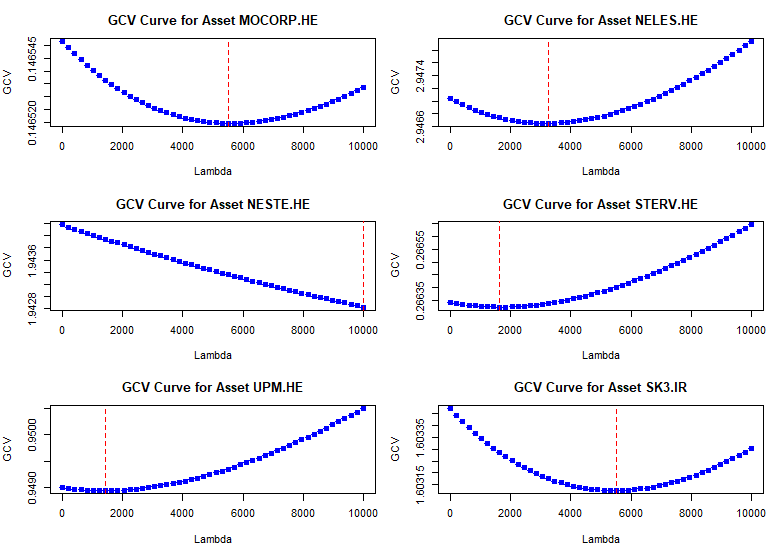 GCV Curve for Asset MOCORP.HE
GCV
0.146545
0.146520
0 2000 4000 6000 8000 10000
Lambda
GCV Curve for Asset NELES.HE
GCV
2.9474
2.9466
0 2000 4000 6000 8000 10000
Lambda
GCV Curve for Asset NESTE.HE
GCV
1.9436
1.9428
0 2000 4000 6000 8000 10000
Lambda
GCV Curve for Asset STERV.HE
GCV
0.26655
0.26635
0 2000 4000 6000 8000 10000
Lambda
GCV Curve for Asset UPM.HE
GCV
0.9500
0.9490
0 2000 4000 6000 8000 10000
Lambda
GCV Curve for Asset SK3.IR
GCV
1.60335
1.60315
0 2000 4000 6000 8000 10000
Lambda